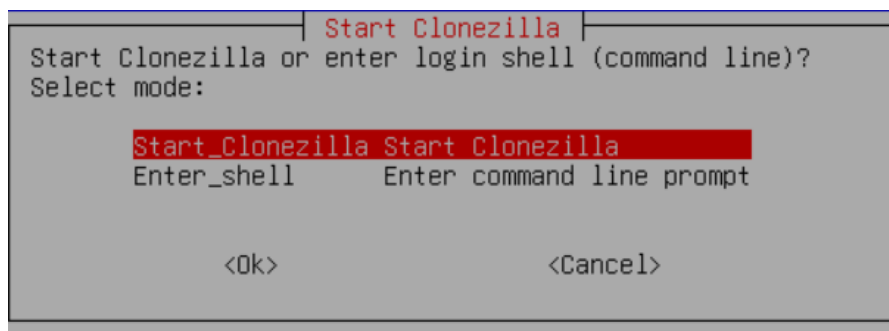 Start Clonezilla
Start Clonezilla or enter login shell (command line)?
Select mode:
Start_Clonezilla Start Clonezilla
Enter_shell Enter command line prompt
<Ok> <Cancel>